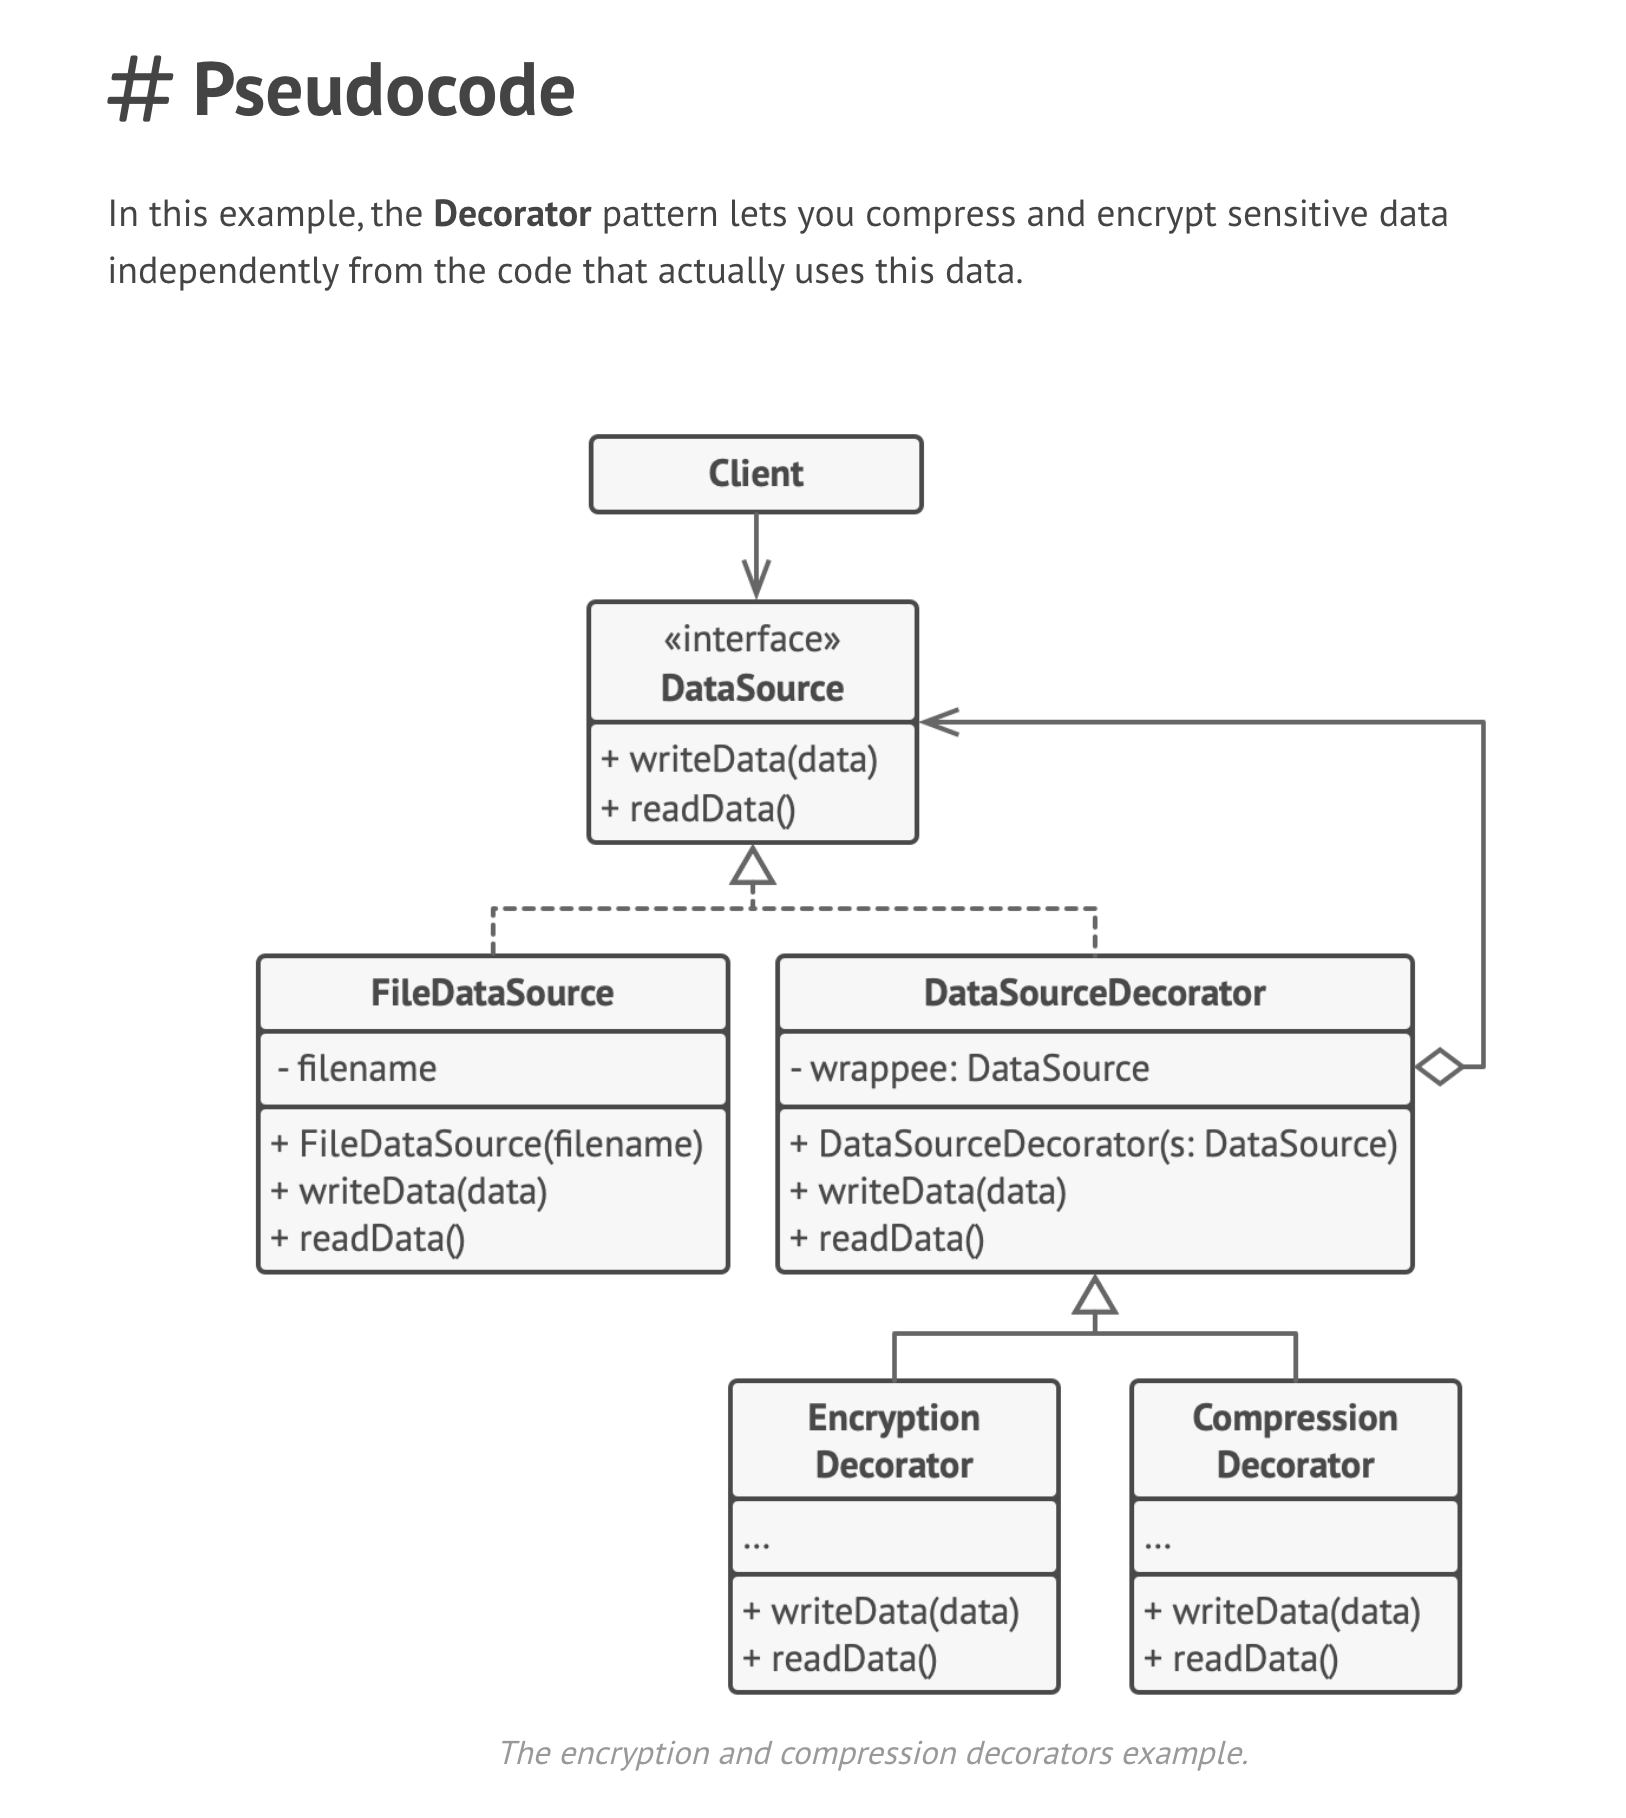 # Pseudocode
In this example, the Decorator pattern lets you compress and encrypt sensitive data
independently from the code that actually uses this data.
Client
«interface»
DataSource
+ writeData(data)
+ readData()
FileDataSource
- filename
+ FileDataSource(filename)
+ writeData(data)
+ readData()
DataSourceDecorator
- wrappee: DataSource
+ DataSourceDecorator(s: DataSource)
+ writeData(data)
+ readData()
Encryption
Decorator
...
+ writeData(data)
+ readData()
Compression
Decorator
...
+ writeData(data)
+ readData()
The encryption and compression decorators example.